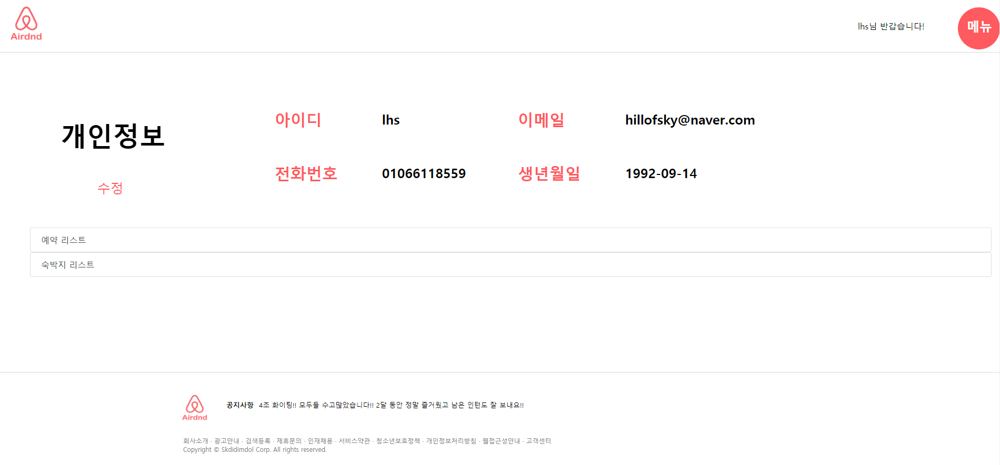 Airdnd
lhs님 반갑습니다!
메뉴
개인정보
수정
아이디 lhs 이메일 hillofsky@naver.com
전화번호 01066118559 생년월일 1992-09-14
예약 리스트
숙박지 리스트
Airdnd
공지사항 4조 화이팅!! 모두들 수고많았습니다!! 2달 동안 정말 즐거웠고 남은 인턴도 잘 보내요!!
회사소개 · 광고안내 · 검색등록 · 제휴문의 · 인재채용 · 서비스약관 · 청소년보호정책 · 개인정보처리방침 · 웹접근성안내 · 고객센터
Copyright © Skdidimdol Corp. All rights reserved.